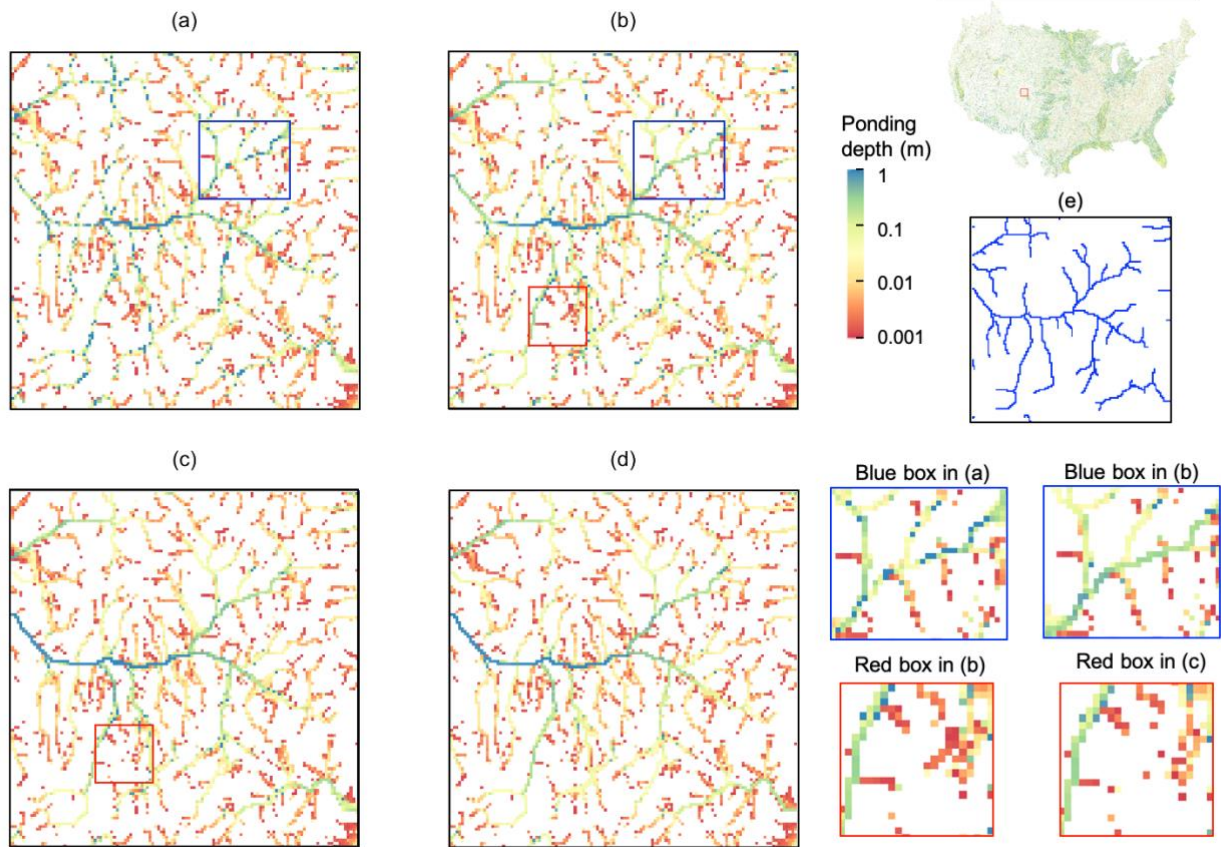 (a)
(b)
Ponding
depth (m)
1
0.1
0.01
0.001
(e)
(c)
(d)
Blue box in (a)
Blue box in (b)
Red box in (b)
Red box in (c)